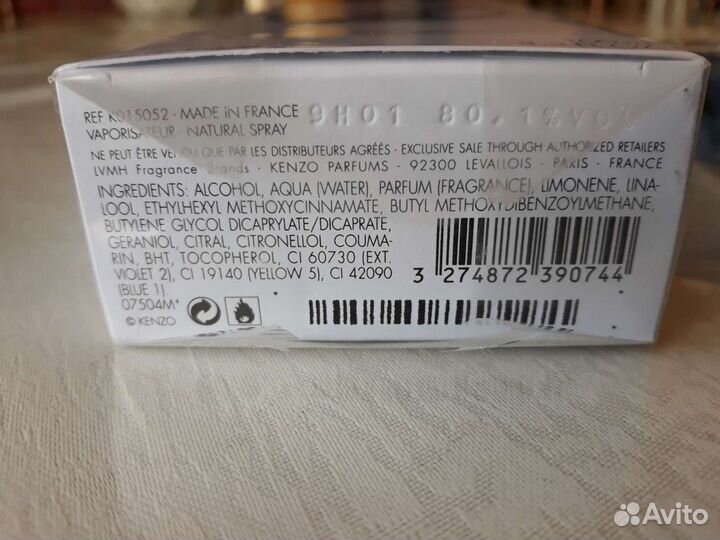 REF K015052 · MADE iN FRANCE
VAPORISATEUR · NATURAL SPRAY
9H01 80,1%VOL
NE PEUT ÊTRE VENDU QUE PAR LES DISTRIBUTEURS AGRÉÉS · EXCLUSIVE SALE THROUGH AUTHORIZED RETAILERS
LVMH Fragrance Brands · KENZO PARFUMS · 92300 LEVALLOIS · PARIS · FRANCE
INGREDIENTS: ALCOHOL, AQUA (WATER), PARFUM (FRAGRANCE), LIMONENE, LINA-
LOOL, ETHYLHEXYL METHOXYCINNAMATE, BUTYL METHOXYDIBENZOYLMETHANE,
BUTYLENE GLYCOL DICAPRYLATE/DICAPRATE,
GERANIOL, CITRAL, CITRONELLOL, COUMA-
RIN, BHT, TOCOPHEROL, CI 60730 (EXT.
VIOLET 2), CI 19140 (YELLOW 5), CI 42090
(BLUE 1).
07504M*
© KENZO
3 274872 390744
Avito